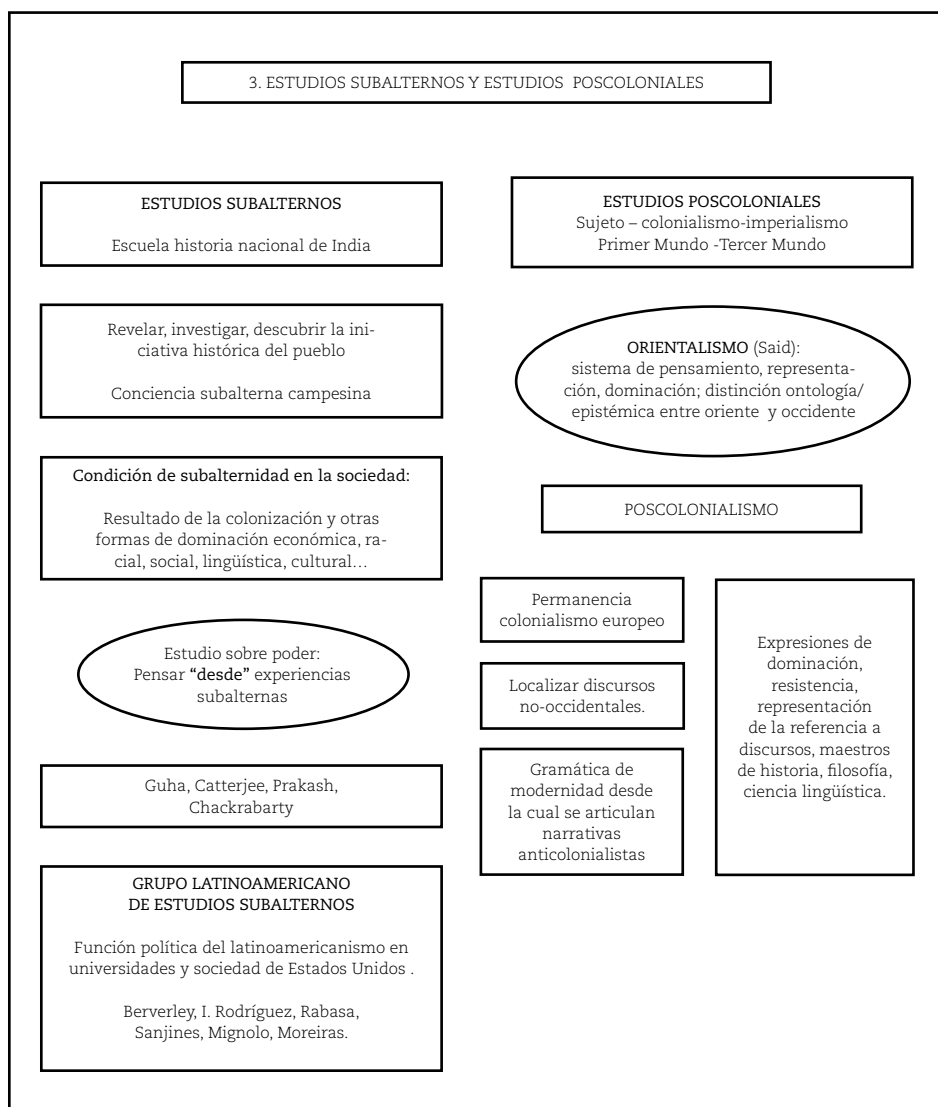 3. ESTUDIOS SUBALTERNOS Y ESTUDIOS POSCOLONIALES
ESTUDIOS SUBALTERNOS
Escuela historia nacional de India
Revelar, investigar, descubrir la ini-
ciativa histórica del pueblo
Conciencia subalterna campesina
Condición de subalternidad en la sociedad:
Resultado de la colonización y otras
formas de dominación económica, ra-
cial, social, lingüística, cultural…
Estudio sobre poder:
Pensar “desde” experiencias
subalternas
Guha, Catterjee, Prakash,
Chackrabarty
GRUPO LATINOAMERICANO
DE ESTUDIOS SUBALTERNOS
Función política del latinoamericanismo en
universidades y sociedad de Estados Unidos .
Berverley, I. Rodríguez, Rabasa,
Sanjines, Mignolo, Moreiras.
ESTUDIOS POSCOLONIALES
Sujeto – colonialismo-imperialismo
Primer Mundo -Tercer Mundo
ORIENTALISMO (Said):
sistema de pensamiento, representa-
ción, dominación; distinción ontología/
epistémica entre oriente y occidente
POSCOLONIALISMO
Permanencia
colonialismo europeo
Localizar discursos
no-occidentales.
Gramática de
modernidad desde
la cual se articulan
narrativas
anticolonialistas
Expresiones de
dominación,
resistencia,
representación
de la referencia a
discursos, maestros
de historia, filosofía,
ciencia lingüística.